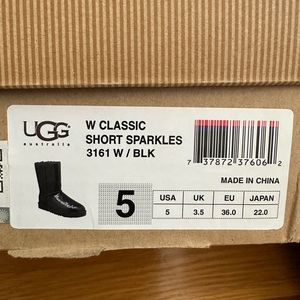 UGG
australia
W CLASSIC
SHORT SPARKLES
3161 W / BLK
7 37872 37606 2
MADE IN CHINA
5
USA UK EU JAPAN
5 3.5 36.0 22.0